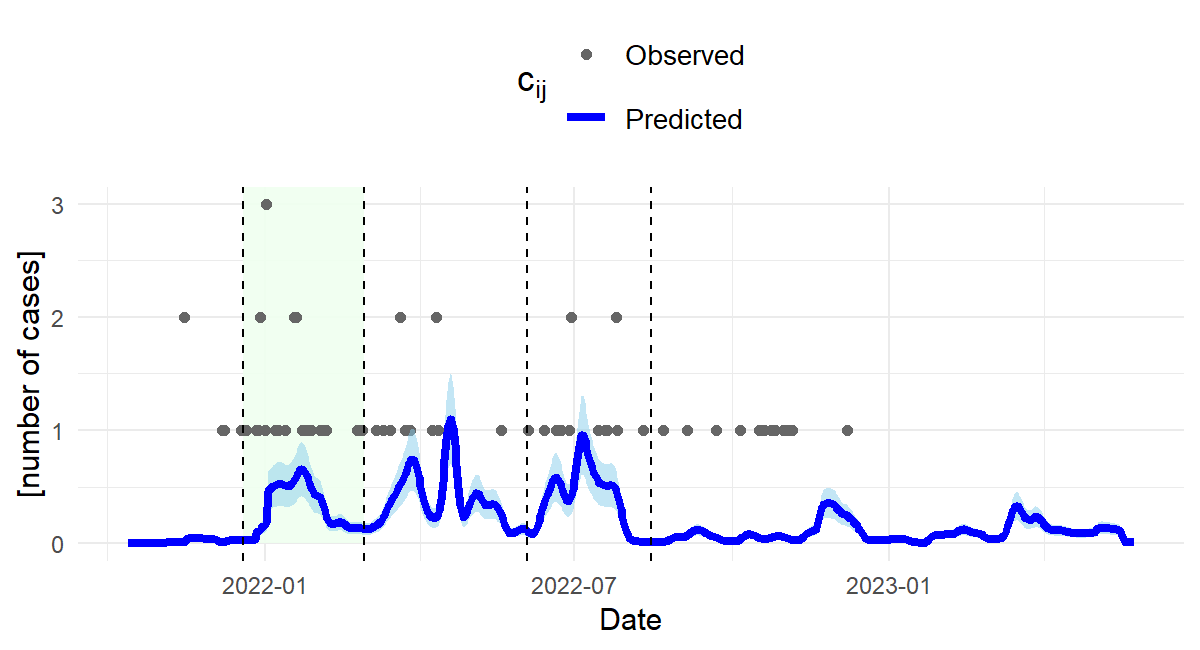 Observed
c_ij
Predicted
[number of cases]
3
2
1
0
2022-01
2022-07
2023-01
Date